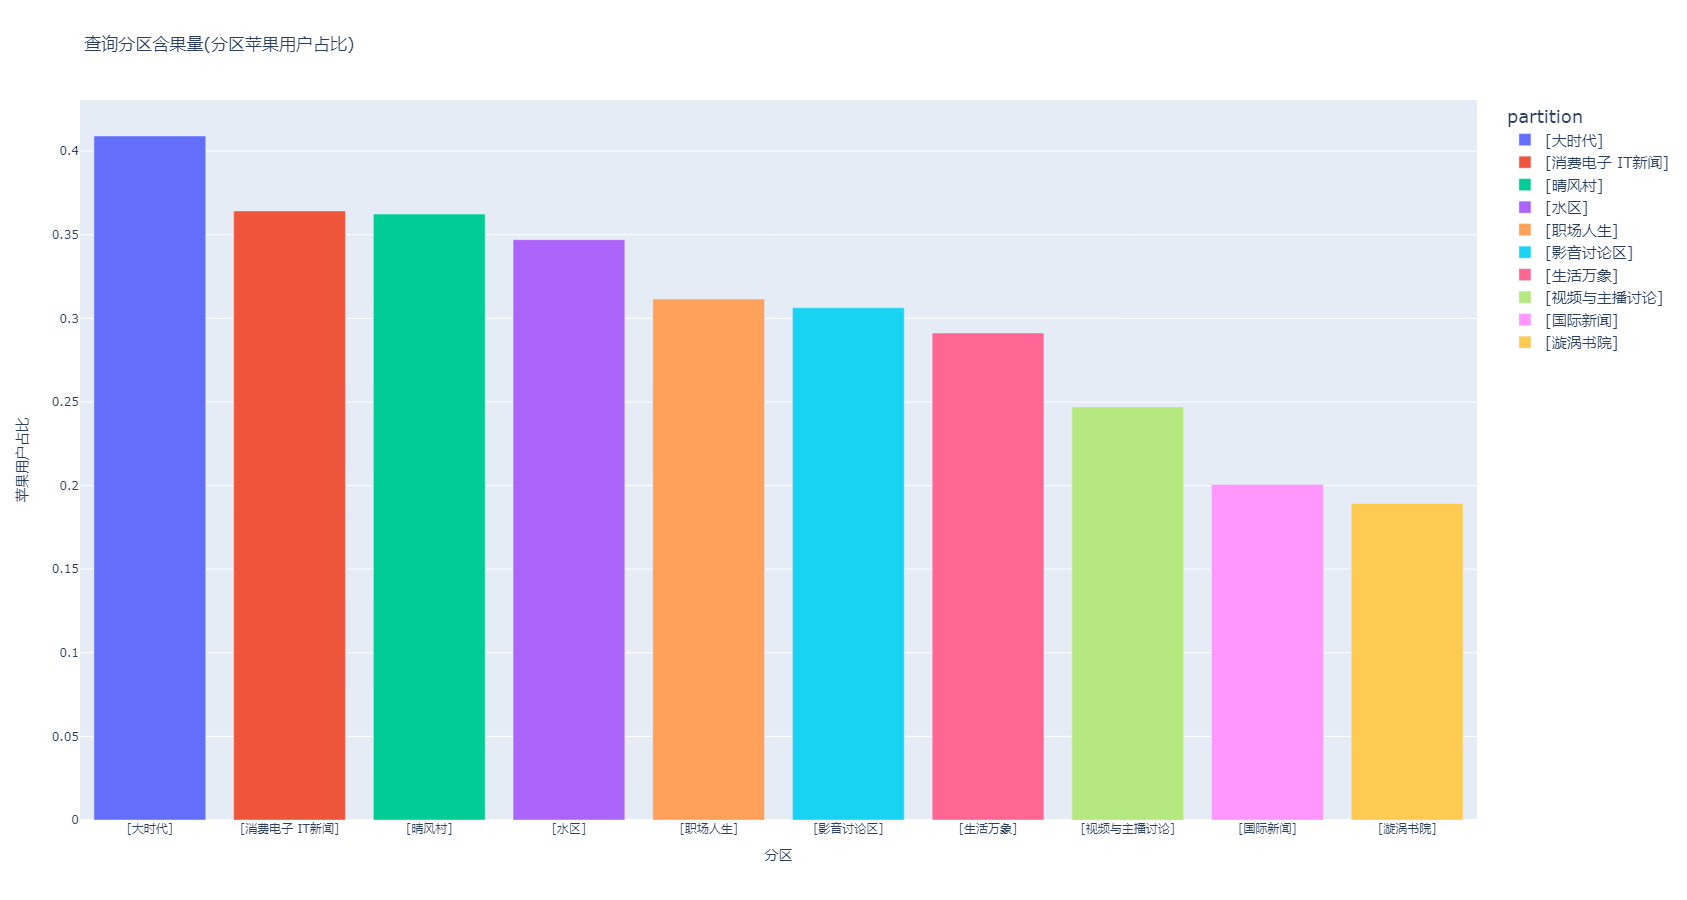 查询分区含果量(分区苹果用户占比)
苹果用户占比
0.4
0.35
0.3
0.25
0.2
0.15
0.1
0.05
0
[大时代]
[消费电子 IT新闻]
[晴风村]
[水区]
[职场人生]
[影音讨论区]
[生活万象]
[视频与主播讨论]
[国际新闻]
[漩涡书院]
分区
partition
[大时代]
[消费电子 IT新闻]
[晴风村]
[水区]
[职场人生]
[影音讨论区]
[生活万象]
[视频与主播讨论]
[国际新闻]
[漩涡书院]